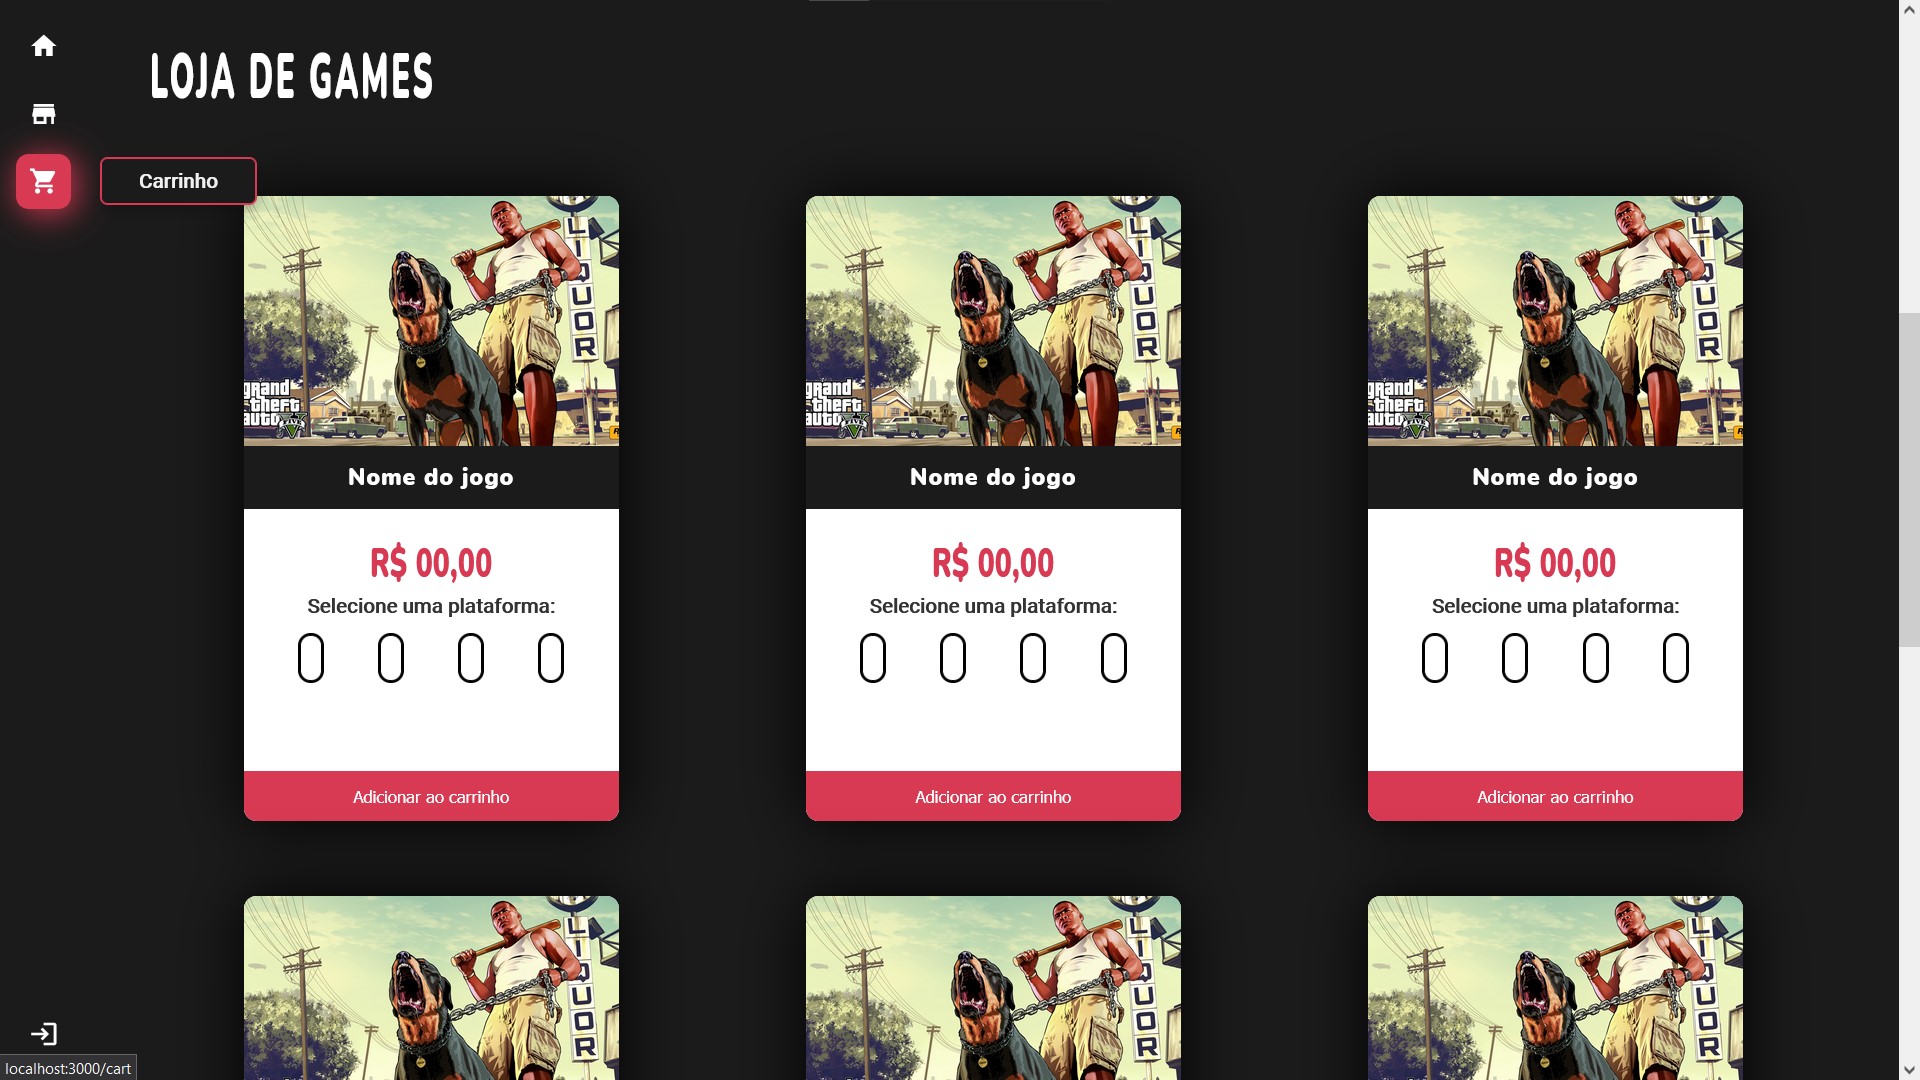 LOJA DE GAMES
Carrinho
LIQUOR
LIQUOR
LIQUOR
grand
theft
auto
V
grand
theft
auto
V
grand
theft
auto
V
Nome do jogo
Nome do jogo
Nome do jogo
R$ 00,00
R$ 00,00
R$ 00,00
Selecione uma plataforma:
Selecione uma plataforma:
Selecione uma plataforma:
Adicionar ao carrinho
Adicionar ao carrinho
Adicionar ao carrinho
LIQUOR
LIQUOR
LIQUOR
localhost:3000/cart